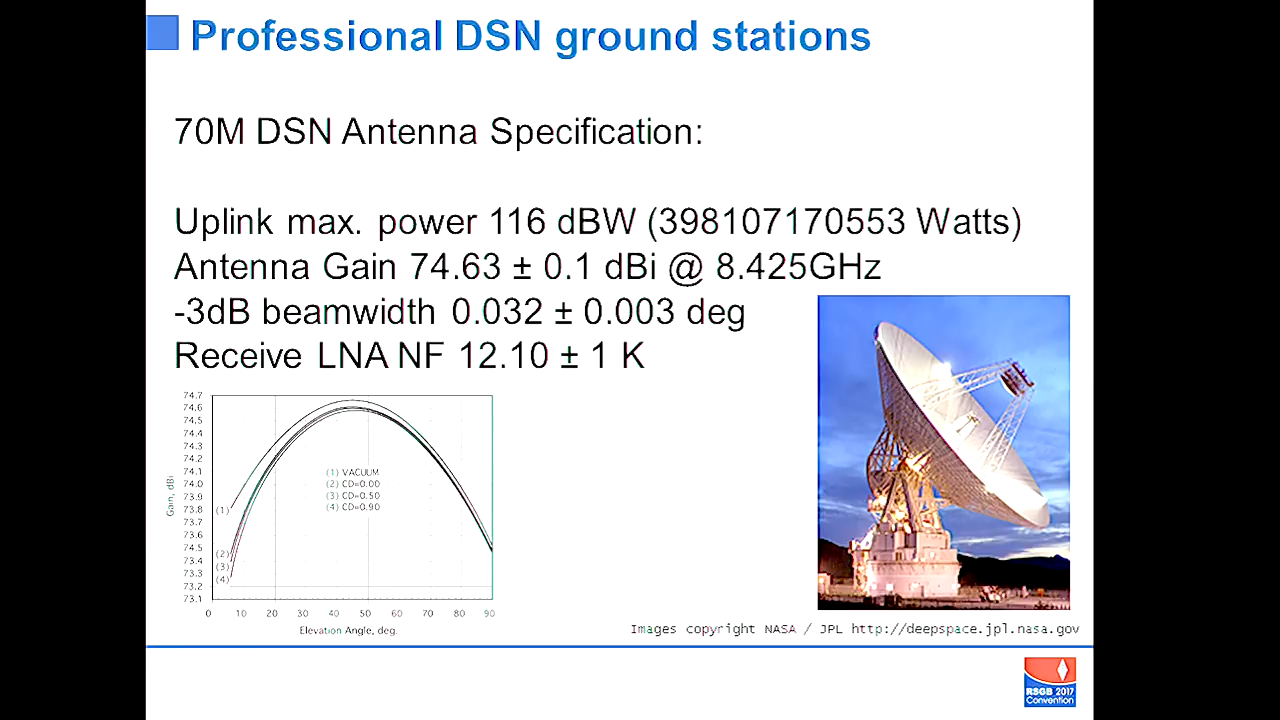 Professional DSN ground stations
70M DSN Antenna Specification:
Uplink max. power 116 dBW (398107170553 Watts)
Antenna Gain 74.63 ± 0.1 dBi @ 8.425GHz
-3dB beamwidth 0.032 ± 0.003 deg
Receive LNA NF 12.10 ± 1 K
74.7
74.6
74.5
74.4
74.3
74.2
74.1
74.0
73.9
73.8
73.7
73.6
74.5
73.4
73.3
73.2
73.1
Gain, dBi
(1) VACUUM
(2) CD=0.00
(3) CD=0.50
(4) CD=0.90
(1)
(2)
(3)
(4)
0 10 20 30 40 50 60 70 80 90
Elevation Angle, deg.
Images copyright NASA / JPL http://deepspace.jpl.nasa.gov
RSGB 2017
Convention